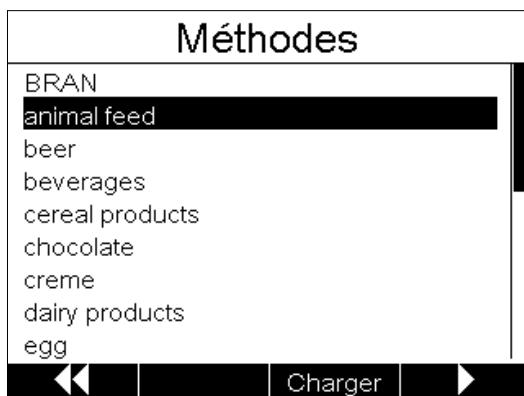 Méthodes
BRAN
animal feed
beer
beverages
cereal products
chocolate
creme
dairy products
egg
Charger